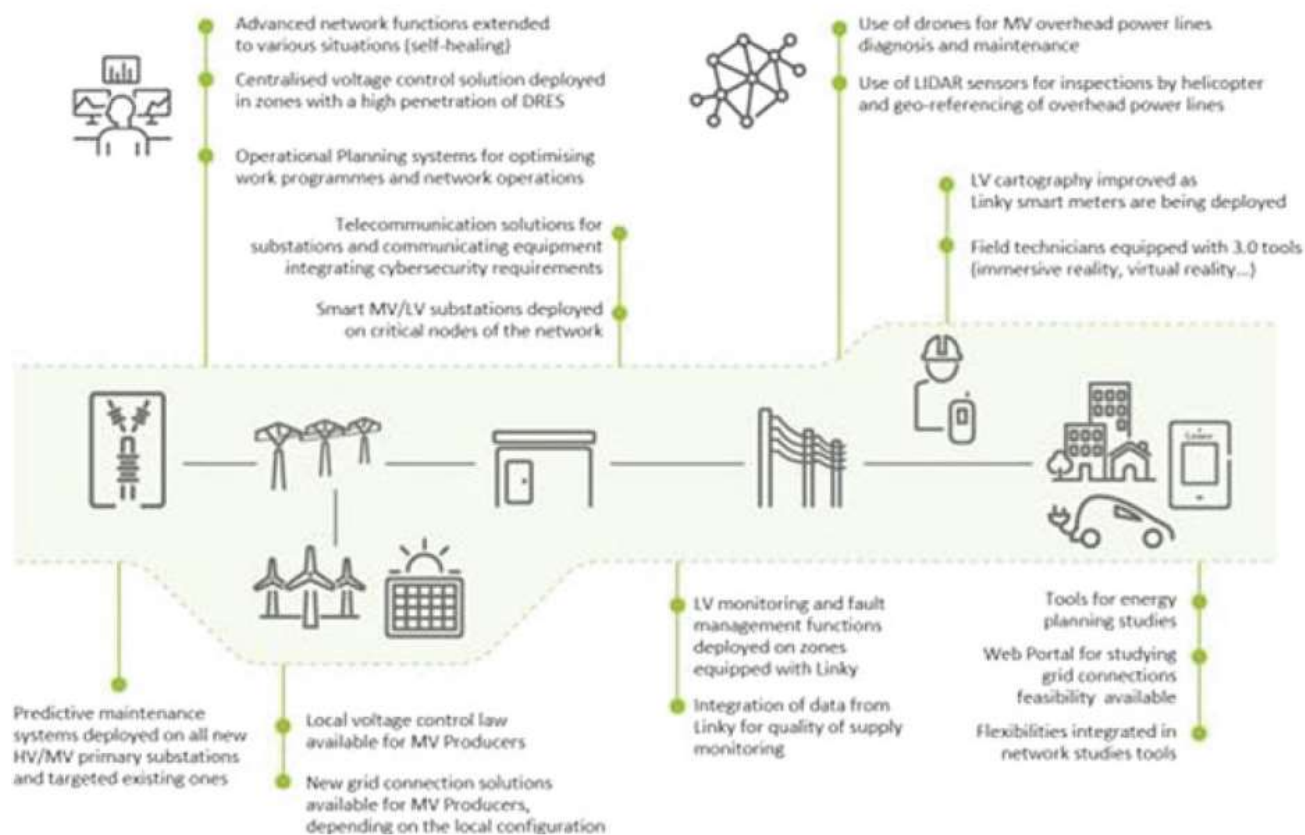 Advanced network functions extended
to various situations (self-healing)
Centralised voltage control solution deployed
in zones with a high penetration of DRES
Operational Planning systems for optimising
work programmes and network operations
Telecommunication solutions for
substations and communicating equipment
integrating cybersecurity requirements
Smart MV/LV substations deployed
on critical nodes of the network
Use of drones for MV overhead power lines
diagnosis and maintenance
Use of LIDAR sensors for inspections by helicopter
and geo-referencing of overhead power lines
LV cartography improved as
Linky smart meters are being deployed
Field technicians equipped with 3.0 tools
(immersive reality, virtual reality...)
Predictive maintenance
systems deployed on all new
HV/MV primary substations
and targeted existing ones
Local voltage control law
available for MV Producers
New grid connection solutions
available for MV Producers,
depending on the local configuration
LV monitoring and fault
management functions
deployed on zones
equipped with Linky
Integration of data from
Linky for quality of supply
monitoring
Tools for energy
planning studies
Web Portal for studying
grid connections
feasibility available
Flexibilities integrated in
network studies tools